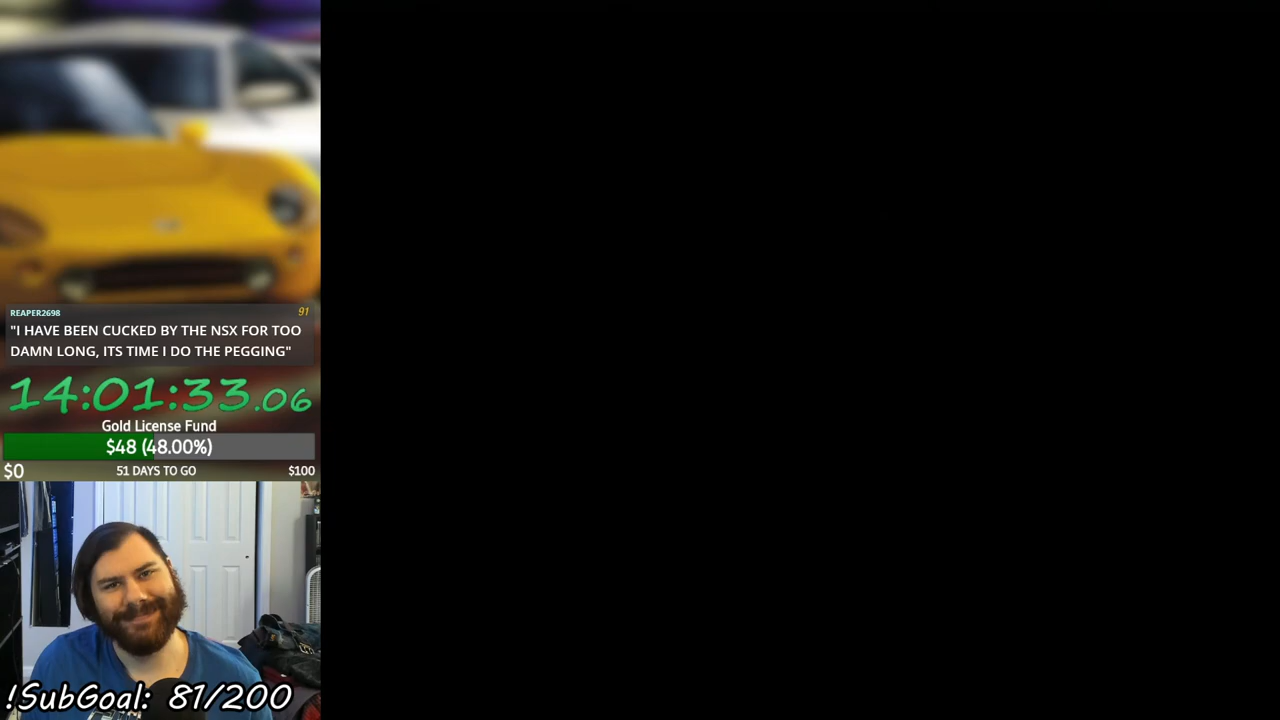 REAPER2698
91
"I HAVE BEEN CUCKED BY THE NSX FOR TOO
DAMN LONG, ITS TIME I DO THE PEGGING"
14:01:33.06
Gold License Fund
$48 (48.00%)
$0 51 DAYS TO GO $100
!SubGoal: 81/200